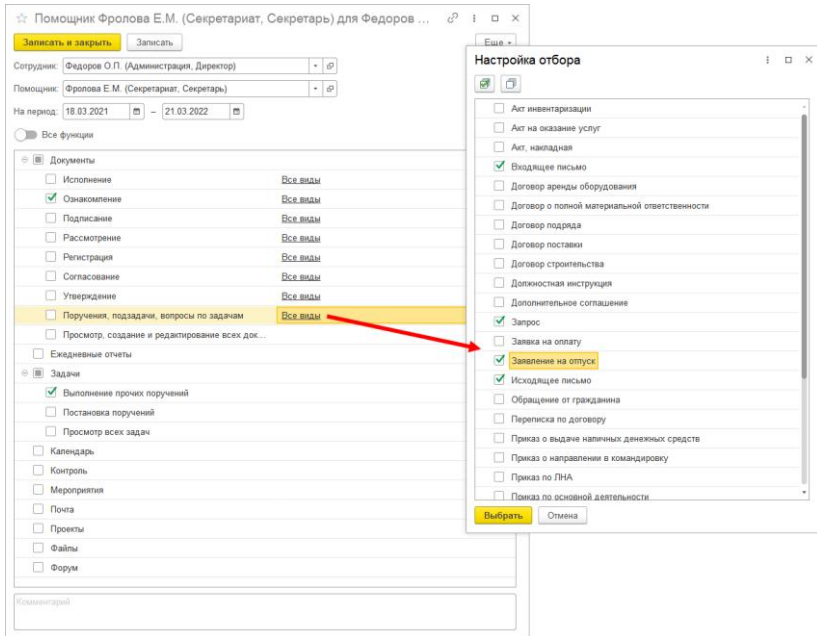 Помощник Фролова Е.М. (Секретариат, Секретарь) для Федоров ...
Записать и закрыть Записать Еще
Сотрудник: Федоров О.П. (Администрация, Директор)
Помощник: Фролова Е.М. (Секретариат, Секретарь)
На период: 18.03.2021 – 21.03.2022
Все функции
Документы
Исполнение Все виды
Ознакомление Все виды
Подписание Все виды
Рассмотрение Все виды
Регистрация Все виды
Согласование Все виды
Утверждение Все виды
Поручения, подзадачи, вопросы по задачам Все виды
Просмотр, создание и редактирование всех док...
Ежедневные отчеты
Задачи
Выполнение прочих поручений
Постановка поручений
Просмотр всех задач
Календарь
Контроль
Мероприятия
Почта
Проекты
Файлы
Форум
Комментарий
Настройка отбора
Акт инвентаризации
Акт на оказание услуг
Акт, накладная
Входящее письмо
Договор аренды оборудования
Договор о полной материальной ответственности
Договор подряда
Договор поставки
Договор строительства
Должностная инструкция
Дополнительное соглашение
Запрос
Заявка на оплату
Заявление на отпуск
Исходящее письмо
Обращение от гражданина
Переписка по договору
Приказ о выдаче наличных денежных средств
Приказ о направлении в командировку
Приказ по ЛНА
Приказ по основной деятельности
Выбрать Отмена